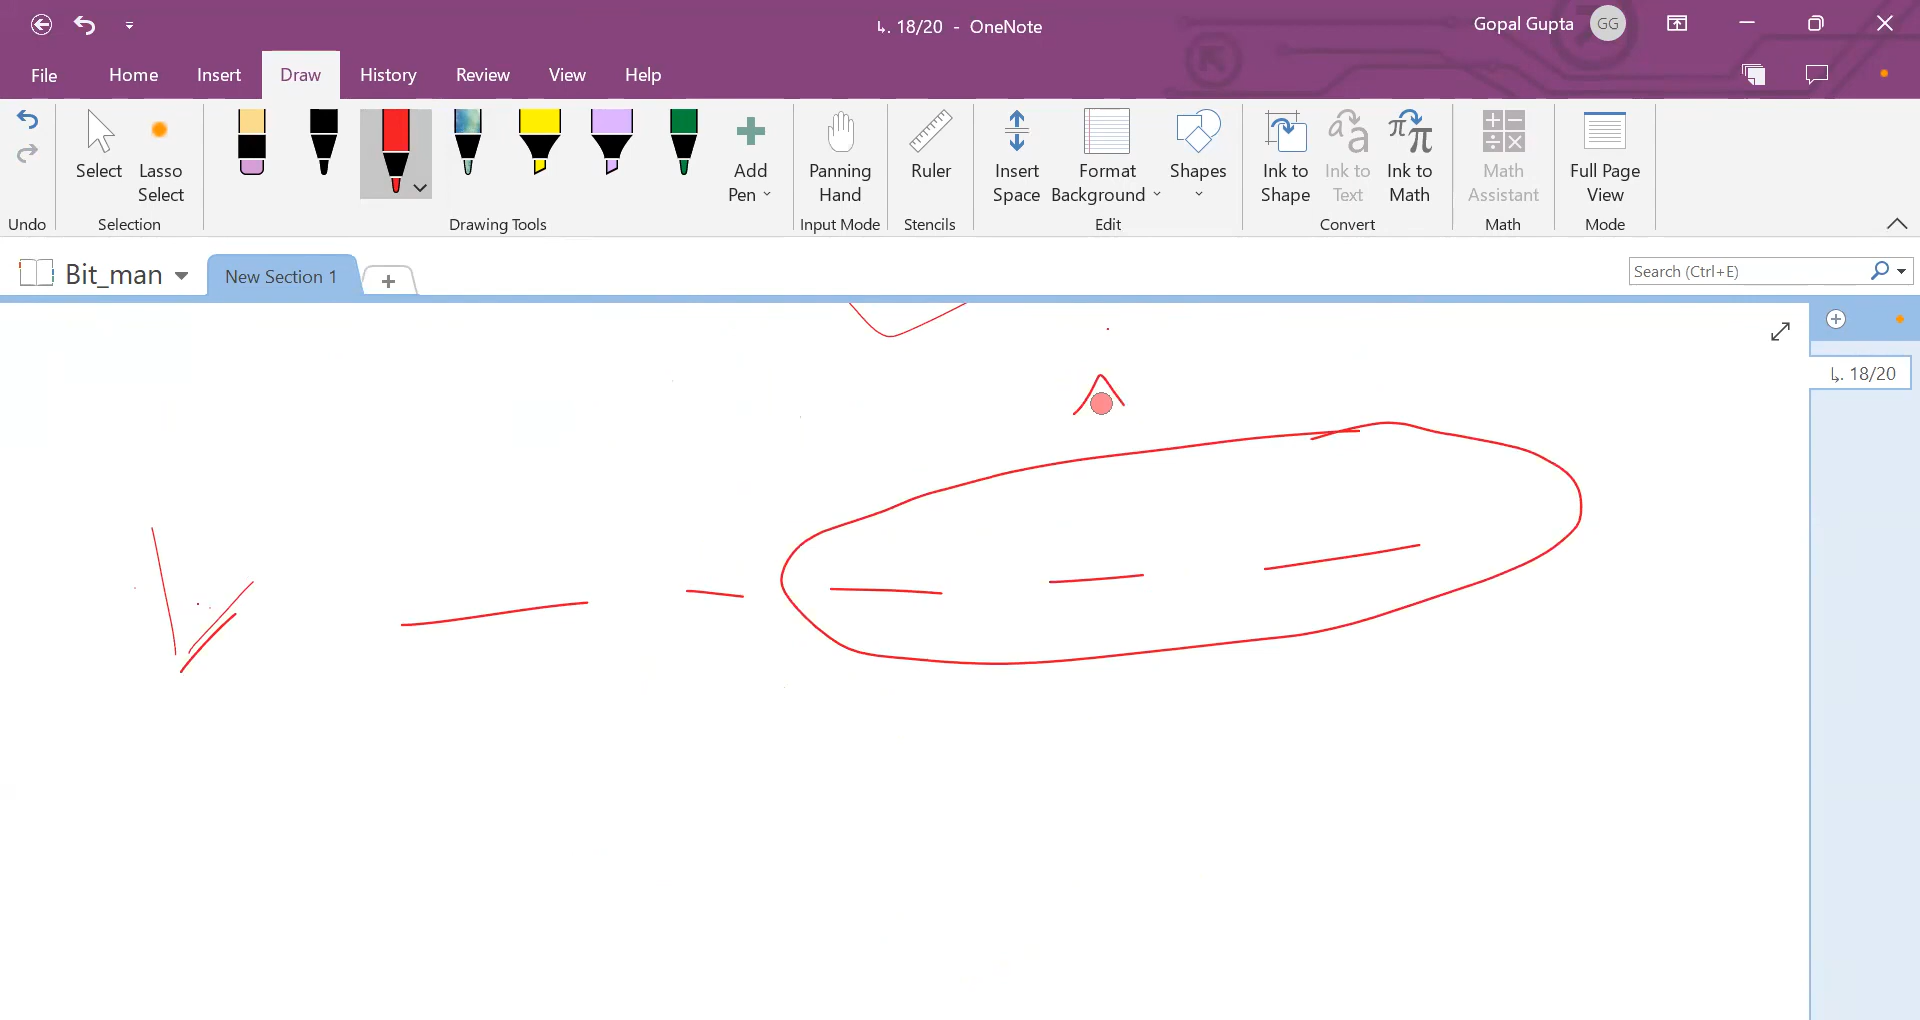 ↳. 18/20 - OneNote
Gopal Gupta GG
File Home Insert Draw History Review View Help
Select
Lasso Select
Add Pen
Panning Hand
Ruler
Insert Space
Format Background
Shapes
Ink to Shape
Ink to Text
Ink to Math
Math Assistant
Full Page View
Undo Selection Drawing Tools Input Mode Stencils Edit Convert Math Mode
Bit_man New Section 1 + Search (Ctrl+E)
↳. 18/20